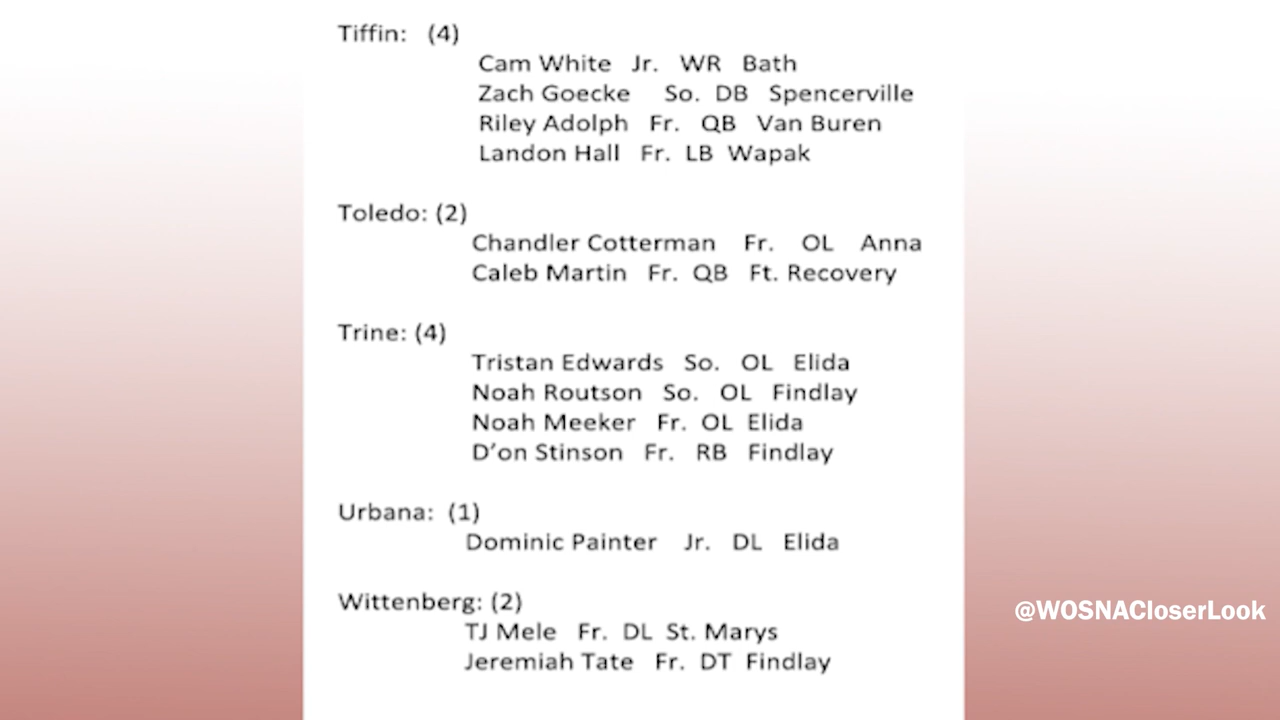 Tiffin: (4)
Cam White Jr. WR Bath
Zach Goecke So. DB Spencerville
Riley Adolph Fr. QB Van Buren
Landon Hall Fr. LB Wapak
Toledo: (2)
Chandler Cotterman Fr. OL Anna
Caleb Martin Fr. QB Ft. Recovery
Trine: (4)
Tristan Edwards So. OL Elida
Noah Routson So. OL Findlay
Noah Meeker Fr. OL Elida
D’on Stinson Fr. RB Findlay
Urbana: (1)
Dominic Painter Jr. DL Elida
Wittenberg: (2)
TJ Mele Fr. DL St. Marys
Jeremiah Tate Fr. DT Findlay
@WOSNACloserLook